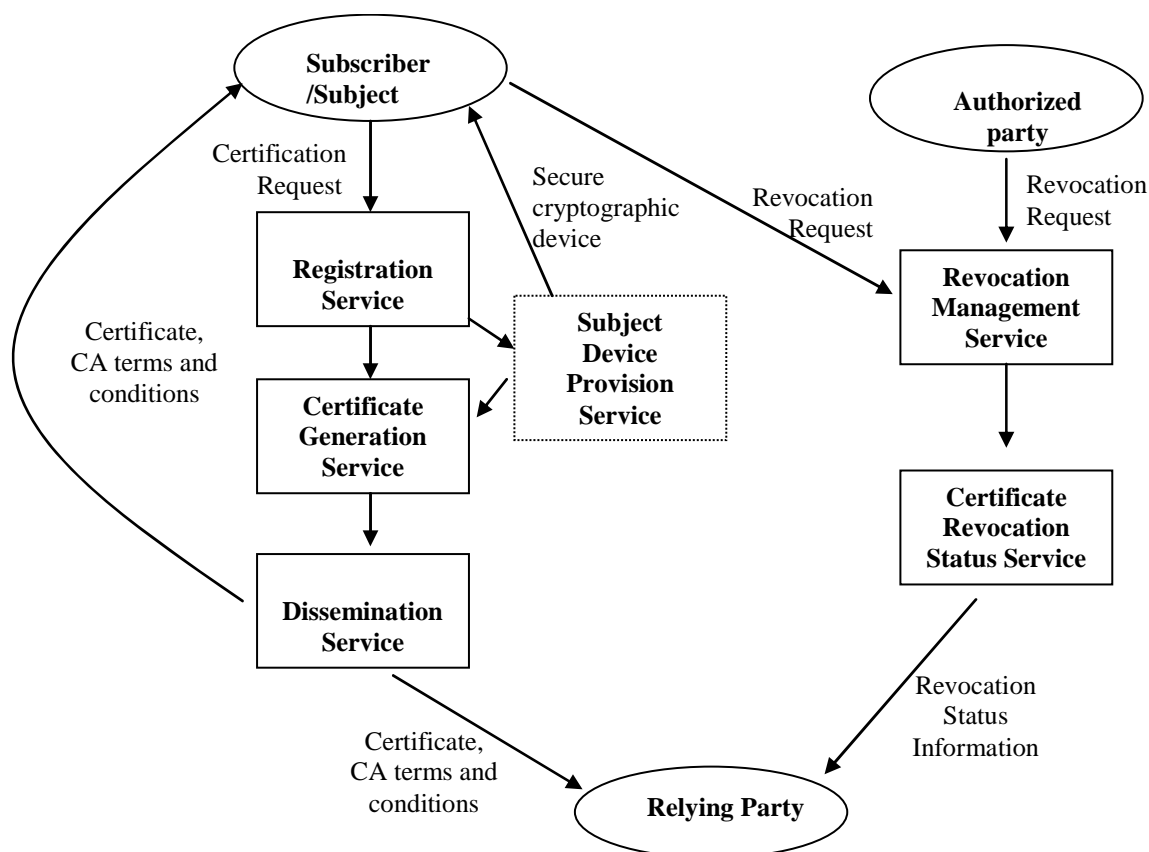 Subscriber
/Subject
Authorized
party
Certification
Request
Secure
cryptographic
device
Revocation
Request
Revocation
Request
Registration
Service
Revocation
Management
Service
Subject
Device
Provision
Service
Certificate,
CA terms and
conditions
Certificate
Generation
Service
Certificate
Revocation
Status Service
Dissemination
Service
Revocation
Status
Information
Certificate,
CA terms and
conditions
Relying Party